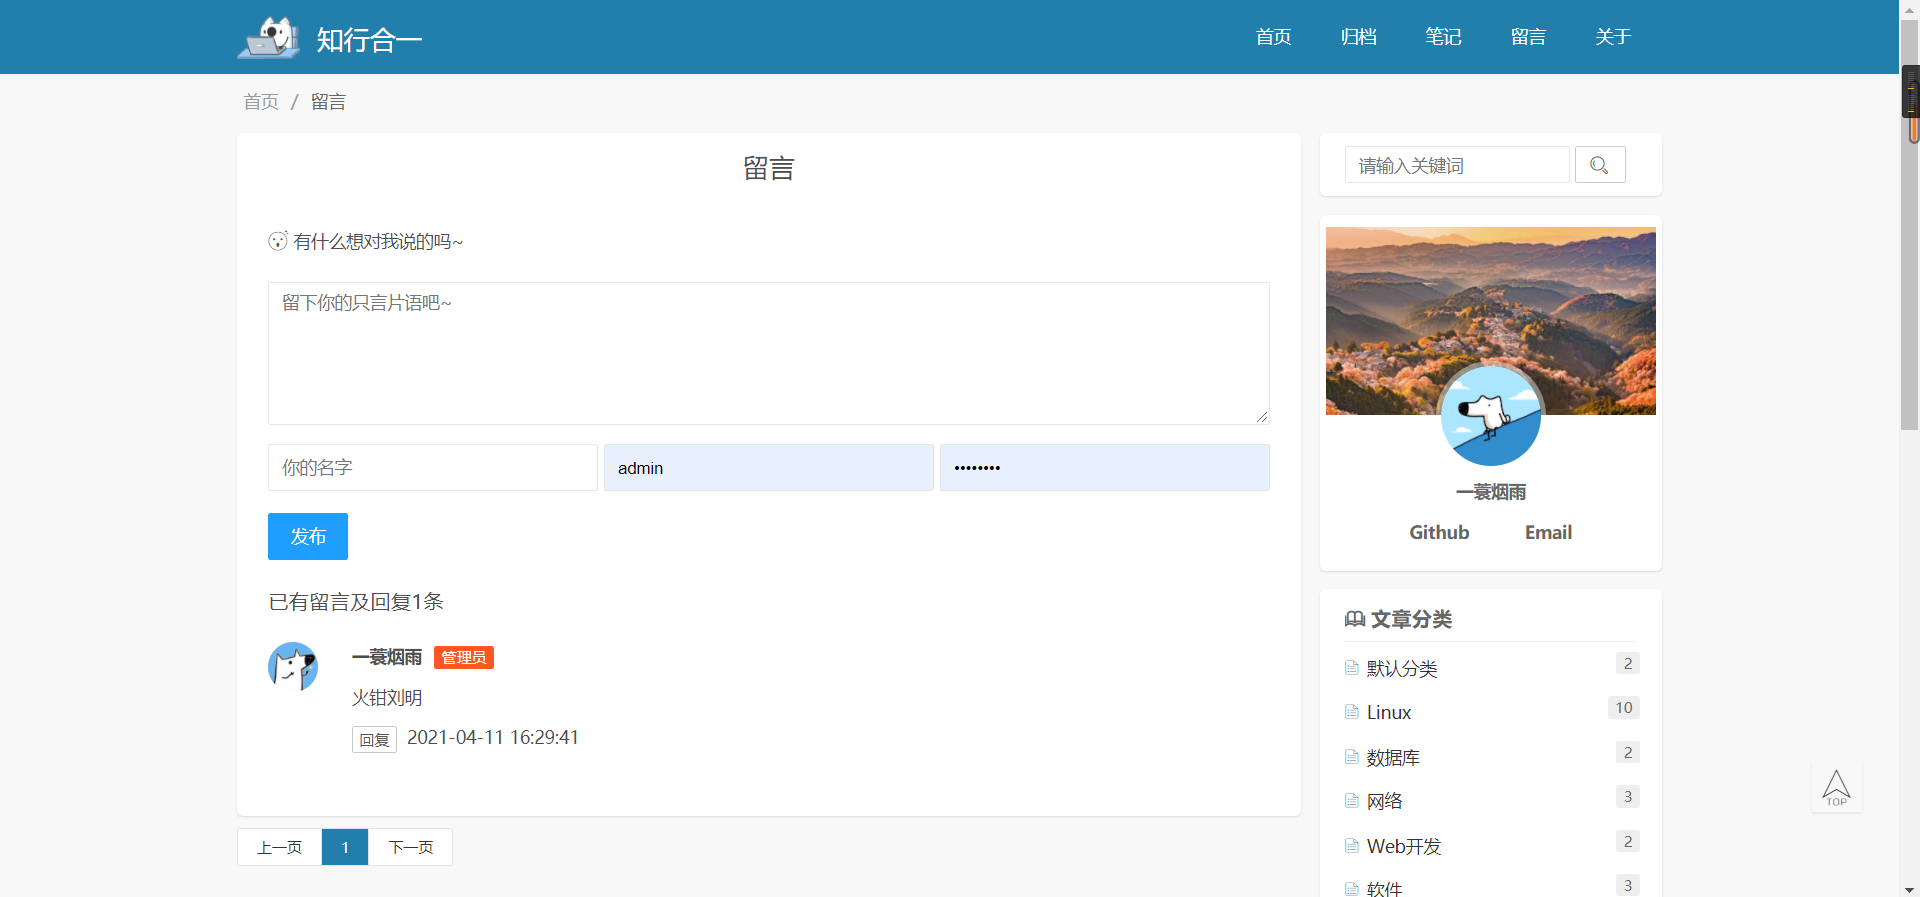 知行合一
首页 归档 笔记 留言 关于
首页 / 留言
留言
有什么想对我说的吗~
留下你的只言片语吧~
你的名字 admin ••••••••
发布
已有留言及回复1条
一蓑烟雨 管理员
火钳刘明
回复 2021-04-11 16:29:41
上一页 1 下一页
请输入关键词
一蓑烟雨
Github Email
文章分类
默认分类 2
Linux 10
数据库 2
网络 3
Web开发 2
软件 3
TOP